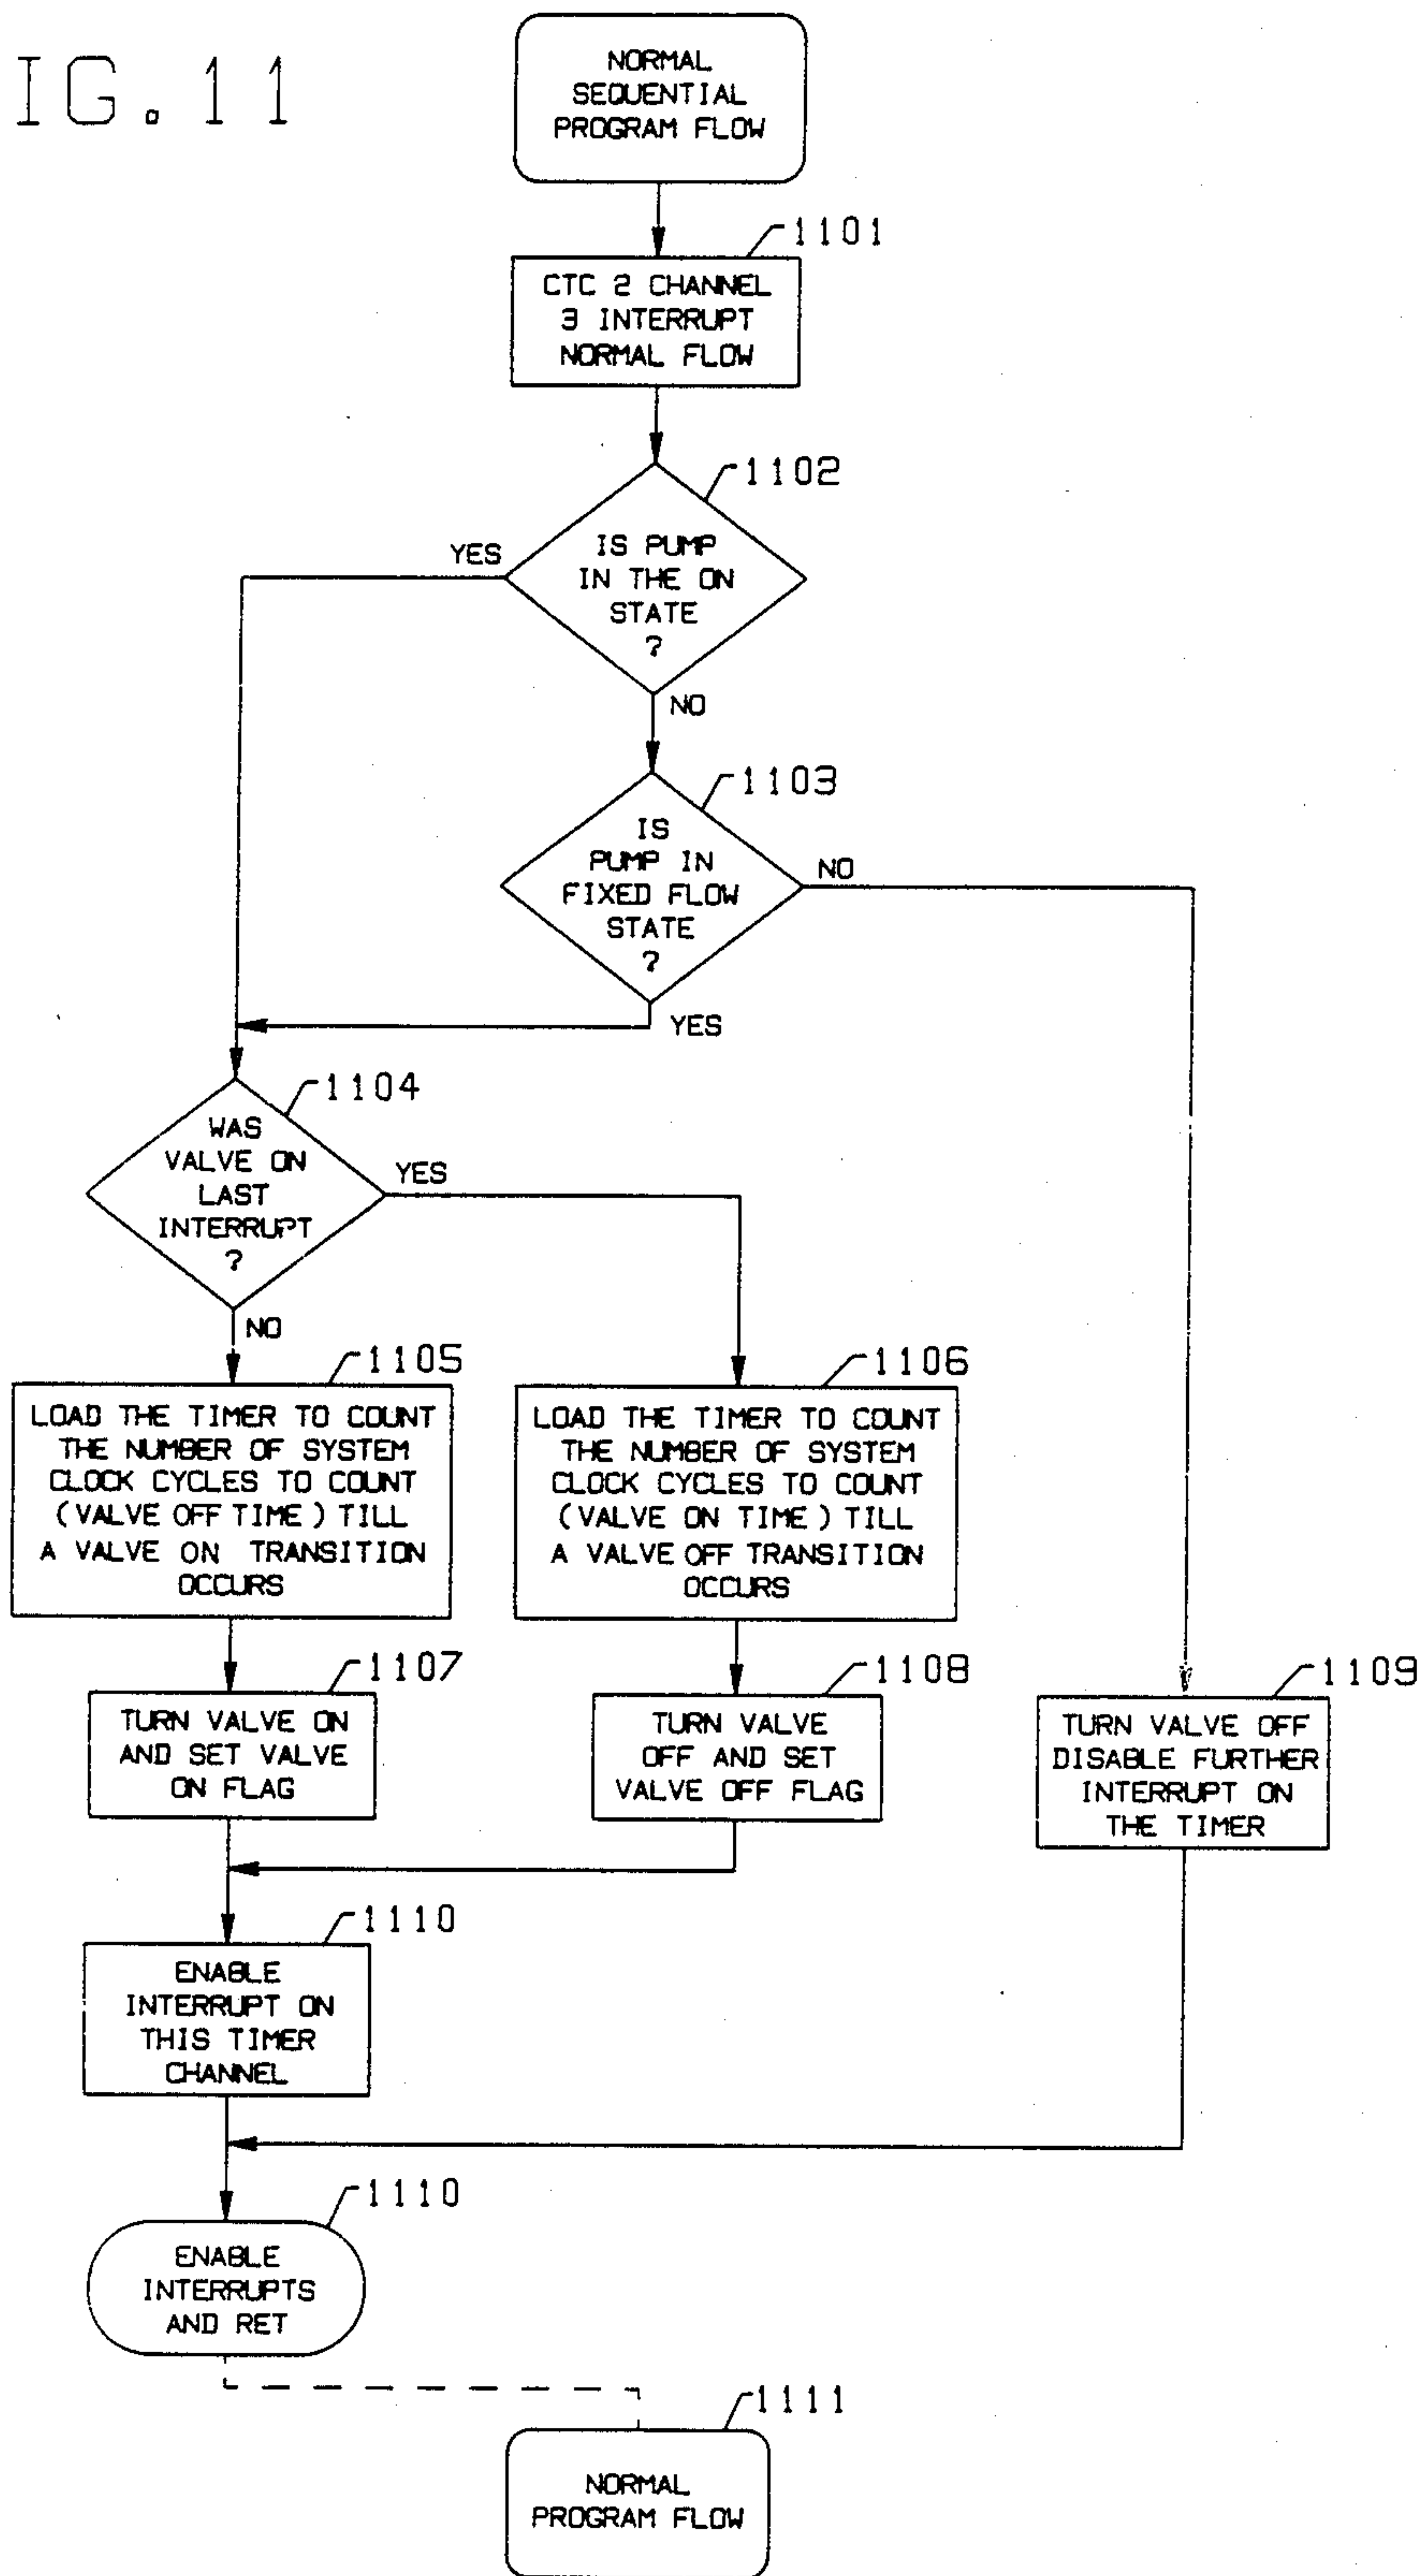 IG.11
NORMAL
SEQUENTIAL
PROGRAM FLOW
1101
CTC 2 CHANNEL
3 INTERRUPT
NORMAL FLOW
1102
IS PUMP
IN THE ON
STATE
?
YES
NO
1103
IS
PUMP IN
FIXED FLOW
STATE
?
NO
YES
1104
WAS
VALVE ON
LAST
INTERRUPT
?
YES
NO
1105
LOAD THE TIMER TO COUNT
THE NUMBER OF SYSTEM
CLOCK CYCLES TO COUNT
(VALVE OFF TIME) TILL
A VALVE ON TRANSITION
OCCURS
1106
LOAD THE TIMER TO COUNT
THE NUMBER OF SYSTEM
CLOCK CYCLES TO COUNT
(VALVE ON TIME) TILL
A VALVE OFF TRANSITION
OCCURS
1107
TURN VALVE ON
AND SET VALVE
ON FLAG
1108
TURN VALVE
OFF AND SET
VALVE OFF FLAG
1109
TURN VALVE OFF
DISABLE FURTHER
INTERRUPT ON
THE TIMER
1110
ENABLE
INTERRUPT ON
THIS TIMER
CHANNEL
1110
ENABLE
INTERRUPTS
AND RET
1111
NORMAL
PROGRAM FLOW